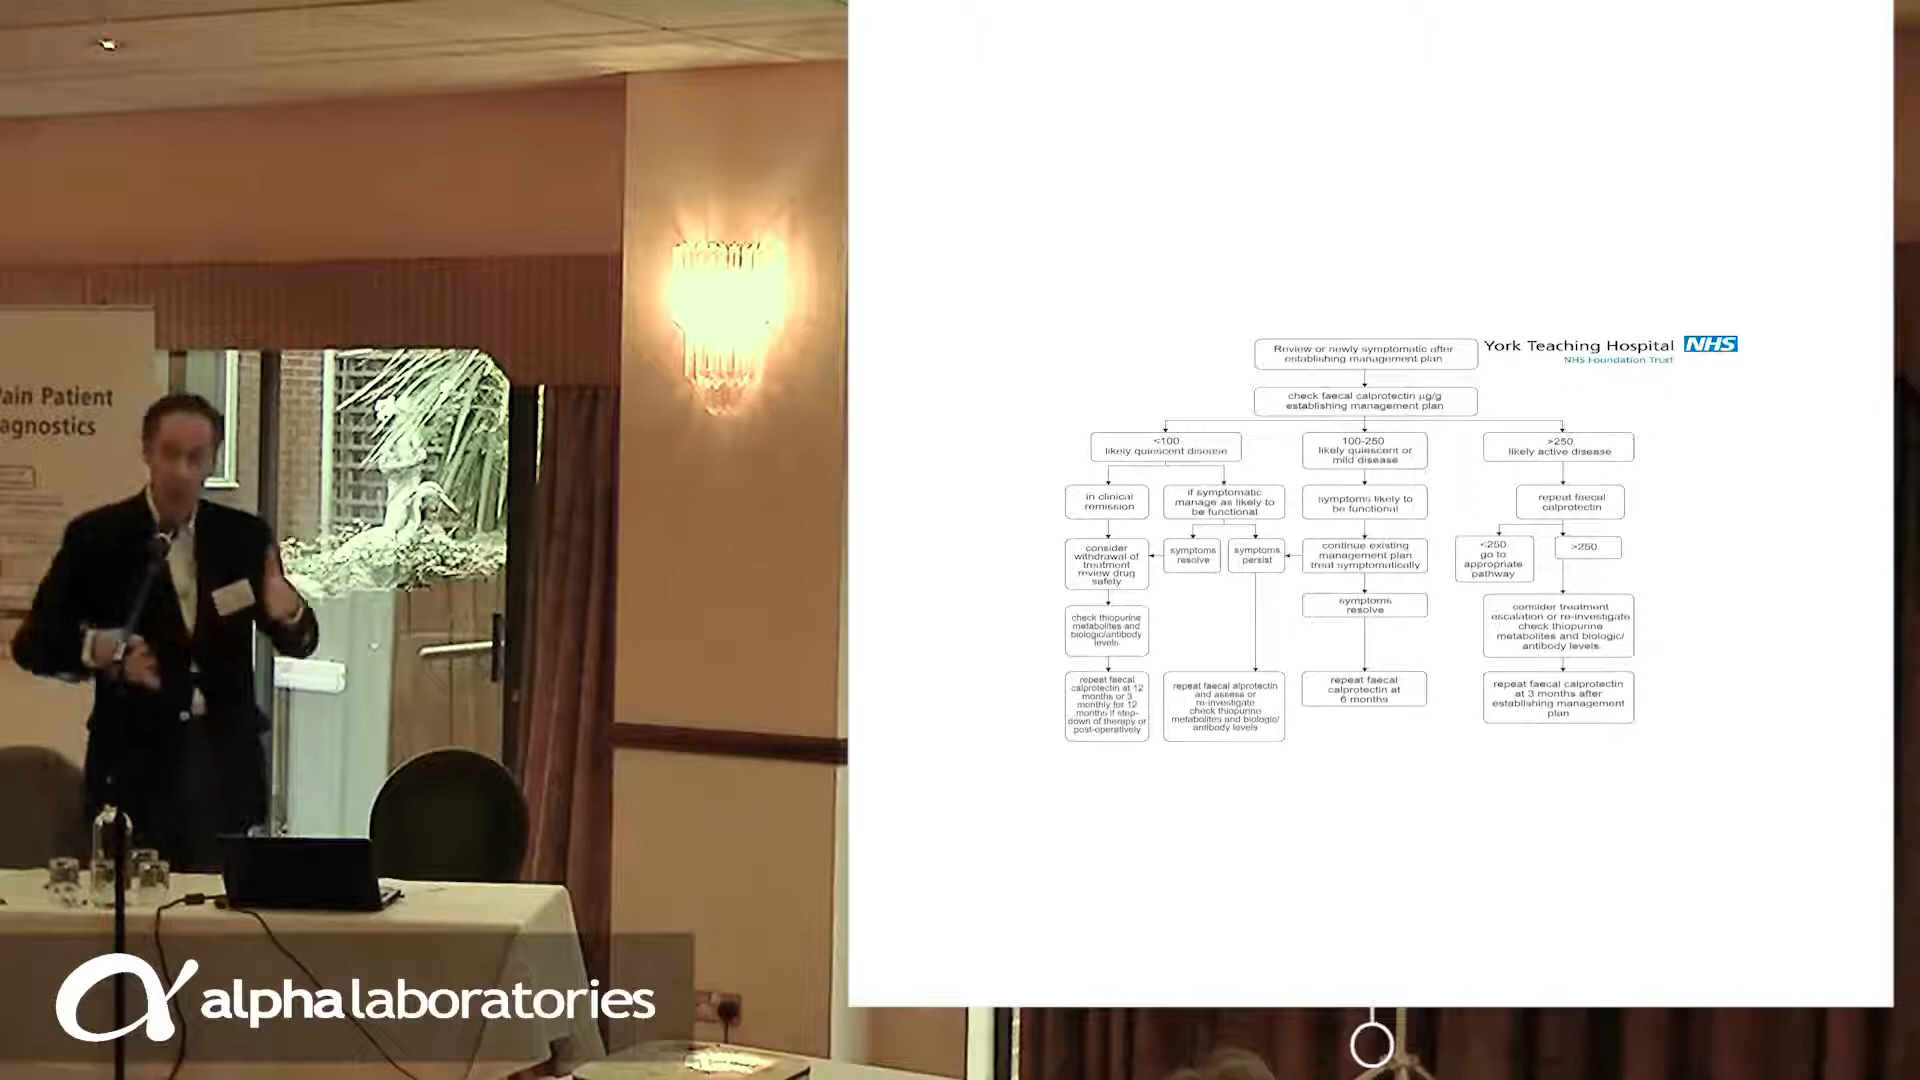 ain Patient
agnostics
Review or newly symptomatic after
establishing management plan
York Teaching Hospital NHS
NHS Foundation Trust
check faecal calprotectin µg/g
establishing management plan
<100
likely quiescent disease
100-250
likely quiescent or
mild disease
>250
likely active disease
in clinical
remission
if symptomatic
manage as likely to
be functional
symptoms likely to
be functional
repeat faecal
calprotectin
consider
withdrawal of
treatment
review drug
safety
symptoms
resolve
symptoms
persist
continue existing
management plan
treat symptomatically
<250
go to
appropriate
pathway
>250
symptoms
resolve
check thiopurine
metabolites and
biologic/antibody
levels
consider treatment
escalation or re-investigate
check thiopurine
metabolites and biologic/
antibody levels
repeat faecal
calprotectin at 12
months or 3
monthly for 12
months if step-
down of therapy or
post-operatively
repeat faecal alprotectin
and assess or
re-investigate
check thiopurine
metabolites and biologic/
antibody levels
repeat faecal
calprotectin at
6 months
repeat faecal calprotectin
at 3 months after
establishing management
plan
alphalaboratories